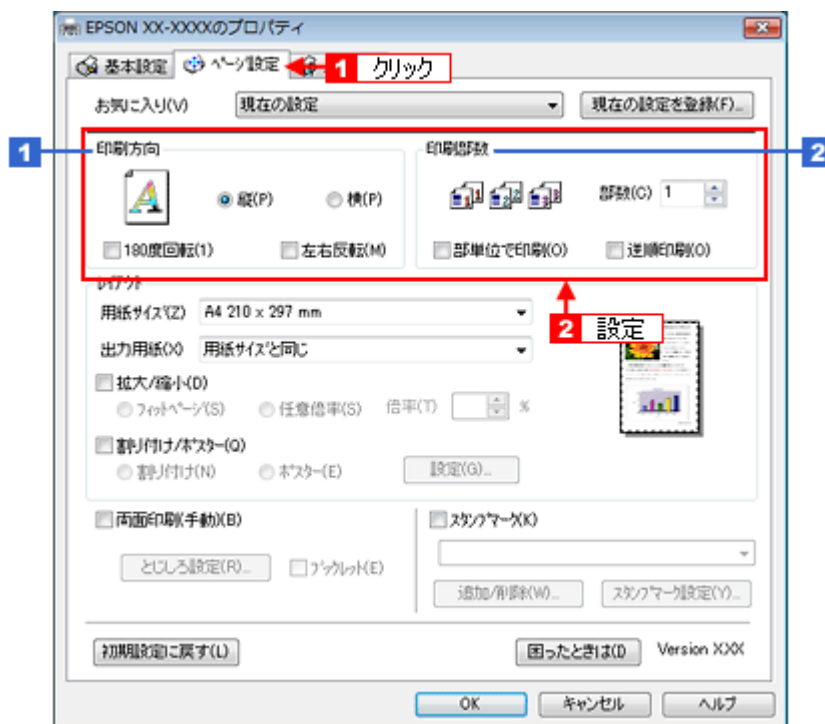 EPSON XX-XXXXのプロパティ
基本設定 ページ設定 1 クリック
お気に入り(V) 現在の設定 現在の設定を登録(F)...
1 印刷方向
縦(P) 横(P)
180度回転(1) 左右反転(M)
印刷部数 2
部数(C) 1
部単位で印刷(O) 逆順印刷(O)
2 設定
レイアウト
用紙サイズ(Z) A4 210 x 297 mm
出力用紙(X) 用紙サイズと同じ
拡大/縮小(D)
フィットページ(S) 任意倍率(S) 倍率(T) %
割り付け/ポスター(Q)
割り付け(N) ポスター(E) 設定(G)...
両面印刷(手動)(B)
とじしろ設定(R)... ブックレット(E)
スタンプマーク(K)
追加/削除(W)... スタンプマーク設定(Y)...
初期設定に戻す(L) 困ったときは(I) Version XXX
OK キャンセル ヘルプ